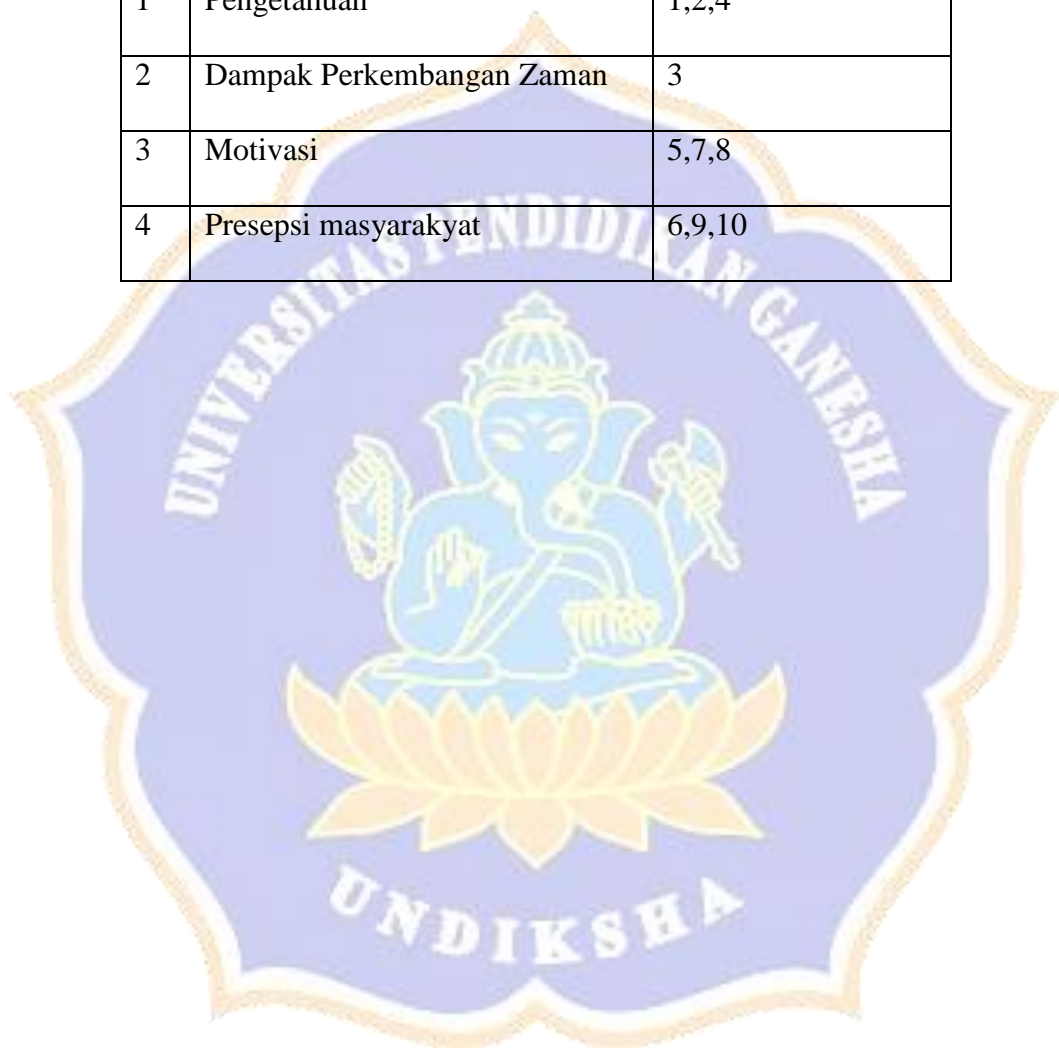 1 Pengetahuan 1,2,4
2 Dampak Perkembangan Zaman 3
3 Motivasi 5,7,8
4 Presepsi masyarakyat 6,9,10
UNIVERSITAS PENDIDIKAN GANESHA
UNDIKSHA